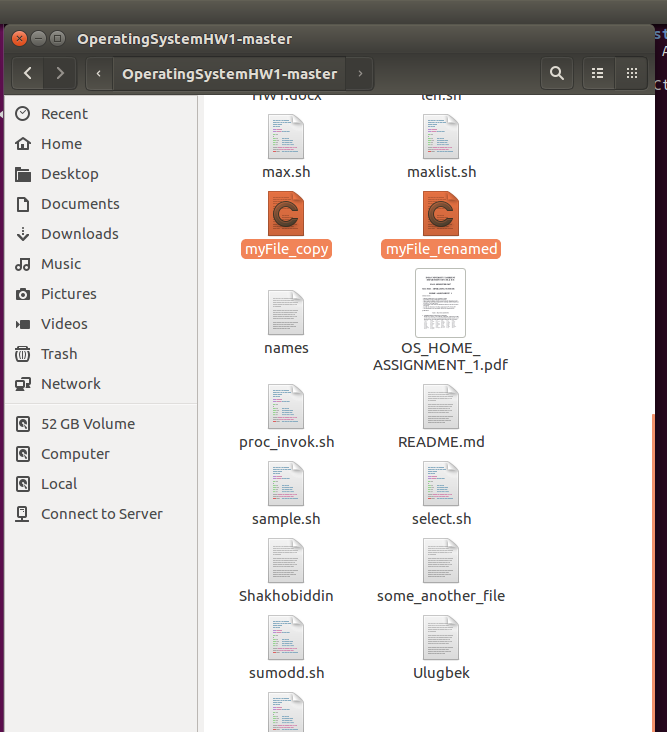 OperatingSystemHW1-master
OperatingSystemHW1-master
Recent
Home
Desktop
Documents
Downloads
Music
Pictures
Videos
Trash
Network
52 GB Volume
Computer
Local
Connect to Server
HW1.docx
len.sh
max.sh
maxlist.sh
myFile_copy
myFile_renamed
names
OS_HOME_
ASSIGNMENT_1.pdf
proc_invok.sh
README.md
sample.sh
select.sh
Shakhobiddin
some_another_file
sumodd.sh
Ulugbek